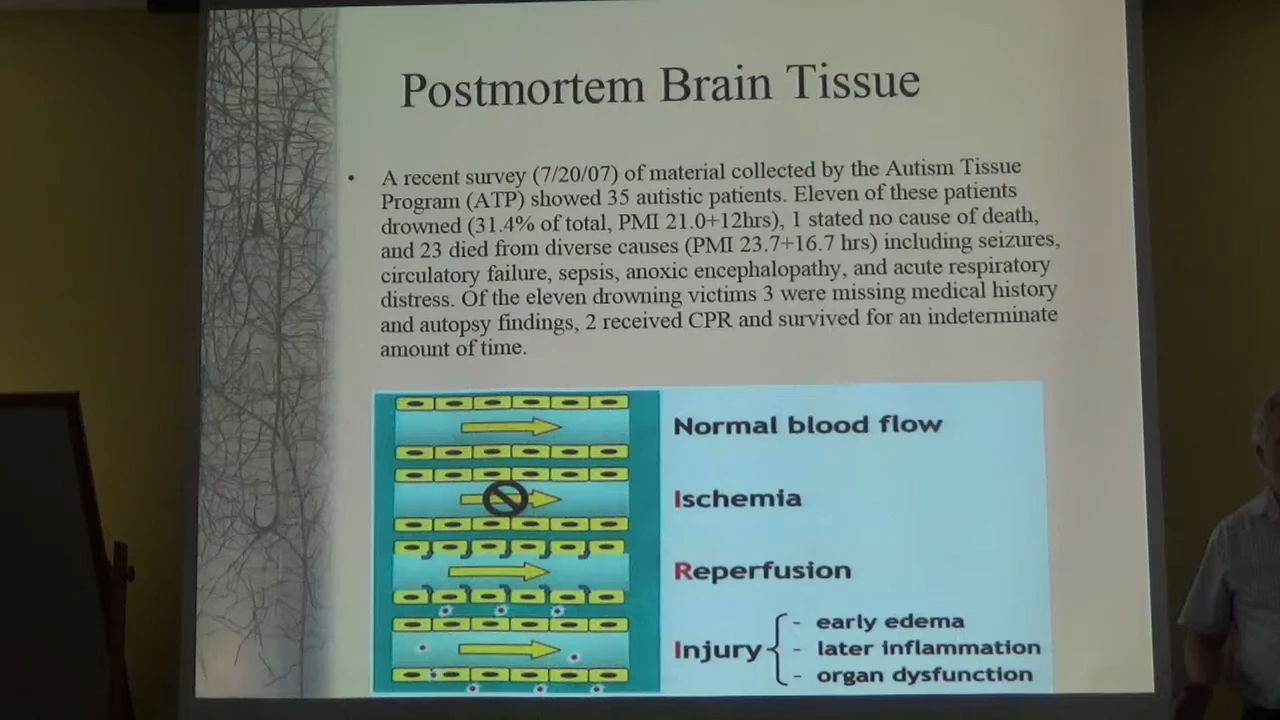 Postmortem Brain Tissue
• A recent survey (7/20/07) of material collected by the Autism Tissue
Program (ATP) showed 35 autistic patients. Eleven of these patients
drowned (31.4% of total, PMI 21.0+12hrs), 1 stated no cause of death,
and 23 died from diverse causes (PMI 23.7+16.7 hrs) including seizures,
circulatory failure, sepsis, anoxic encephalopathy, and acute respiratory
distress. Of the eleven drowning victims 3 were missing medical history
and autopsy findings, 2 received CPR and survived for an indeterminate
amount of time.
Normal blood flow
Ischemia
Reperfusion
Injury
- early edema
- later inflammation
- organ dysfunction